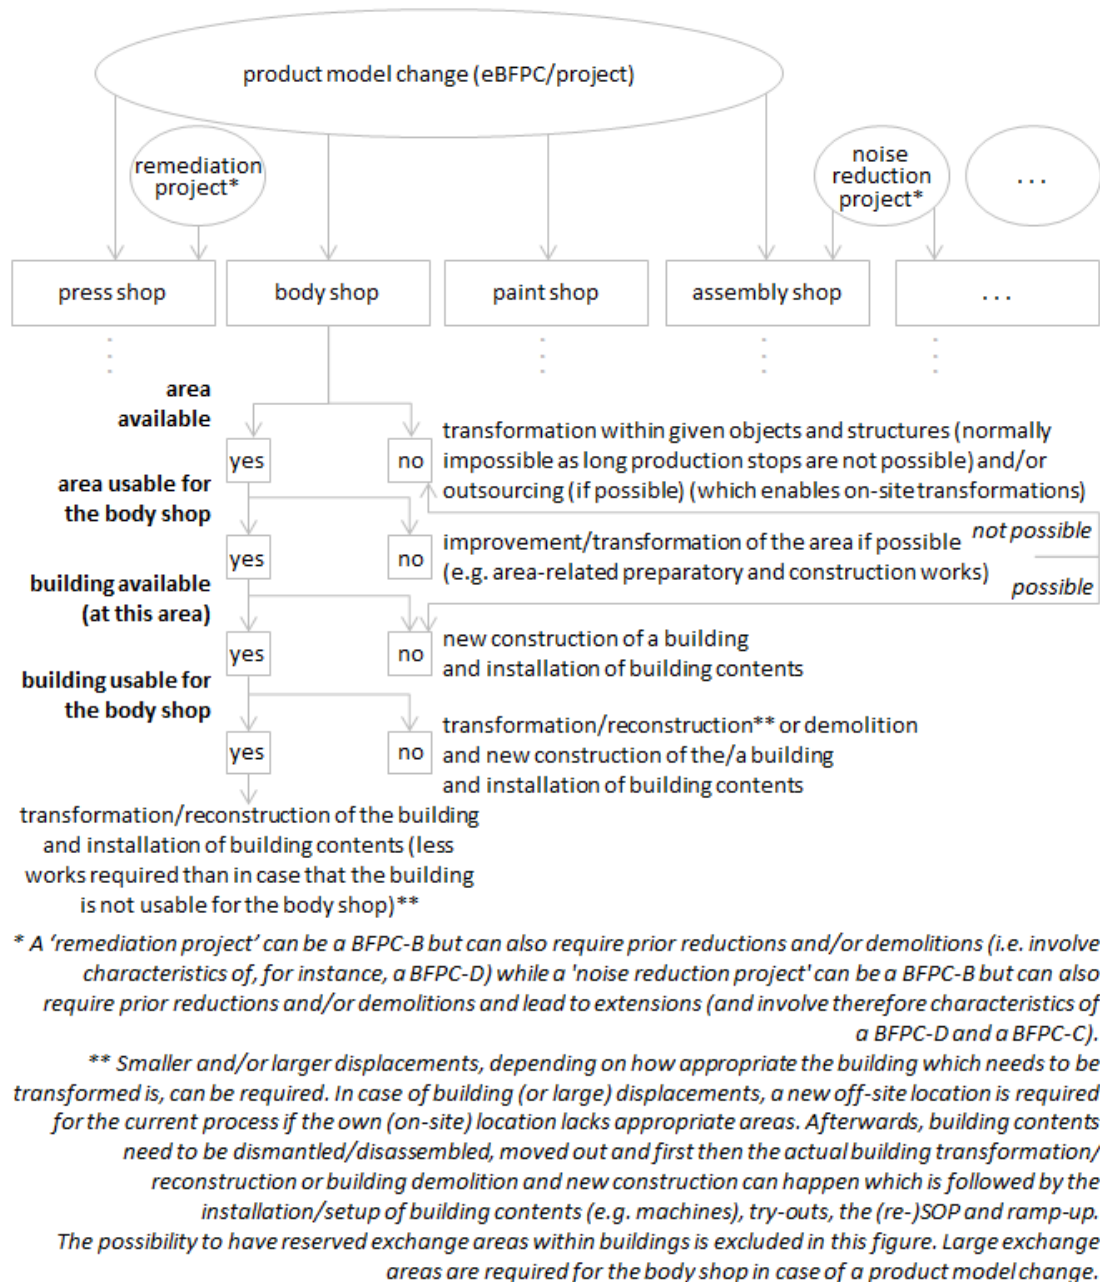 product model change (eBFPC/project)
remediation
project*
noise
reduction
project*
. . .
press shop
body shop
paint shop
assembly shop
. . .
area
available
yes
no
transformation within given objects and structures (normally
impossible as long production stops are not possible) and/or
outsourcing (if possible) (which enables on-site transformations)
area usable for
the body shop
not possible
yes
no
improvement/transformation of the area if possible
(e.g. area-related preparatory and construction works)
possible
building available
(at this area)
yes
no
new construction of a building
and installation of building contents
building usable for
the body shop
yes
no
transformation/reconstruction** or demolition
and new construction of the/a building
and installation of building contents
transformation/reconstruction of the building
and installation of building contents (less
works required than in case that the building
is not usable for the body shop)**
* A ‘remediation project’ can be a BFPC-B but can also require prior reductions and/or demolitions (i.e. involve
characteristics of, for instance, a BFPC-D) while a 'noise reduction project' can be a BFPC-B but can also
require prior reductions and/or demolitions and lead to extensions (and involve therefore characteristics of
a BFPC-D and a BFPC-C).
** Smaller and/or larger displacements, depending on how appropriate the building which needs to be
transformed is, can be required. In case of building (or large) displacements, a new off-site location is required
for the current process if the own (on-site) location lacks appropriate areas. Afterwards, building contents
need to be dismantled/disassembled, moved out and first then the actual building transformation/
reconstruction or building demolition and new construction can happen which is followed by the
installation/setup of building contents (e.g. machines), try-outs, the (re-)SOP and ramp-up.
The possibility to have reserved exchange areas within buildings is excluded in this figure. Large exchange
areas are required for the body shop in case of a product model change.